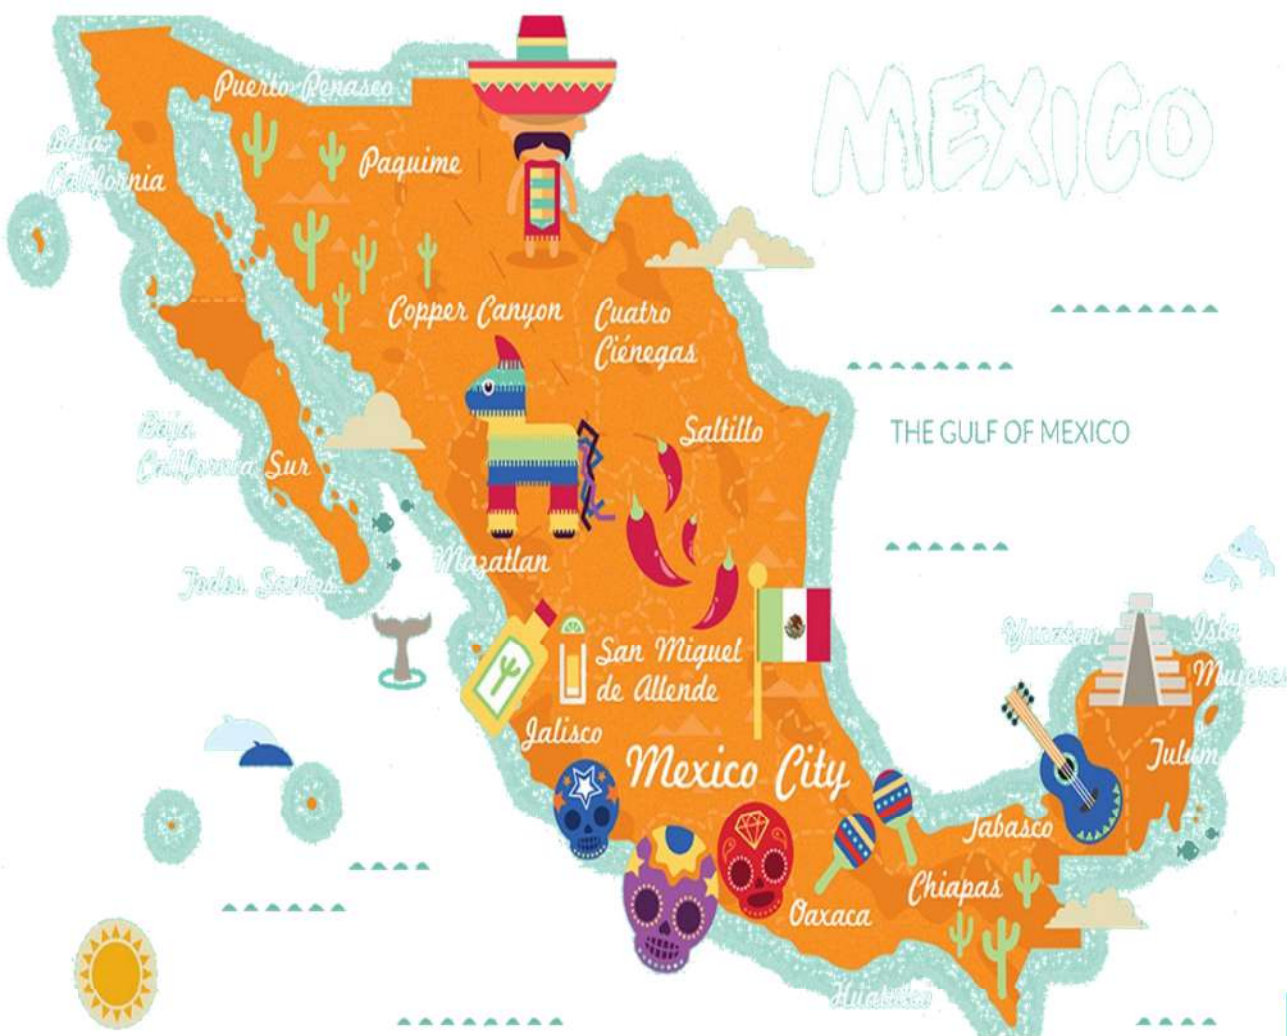 MEXICO
Puerto Penasco
Baja
California
Paquime
Copper Canyon
Cuatro
Ciénegas
THE GULF OF MEXICO
Saltillo
Baja
California Sur
Mazatlan
Todos Santos
San Miguel
de Allende
Jalisco
Mexico City
Yucatan
Isla
Mujeres
Tulum
Tabasco
Chiapas
Oaxaca
Huatulco